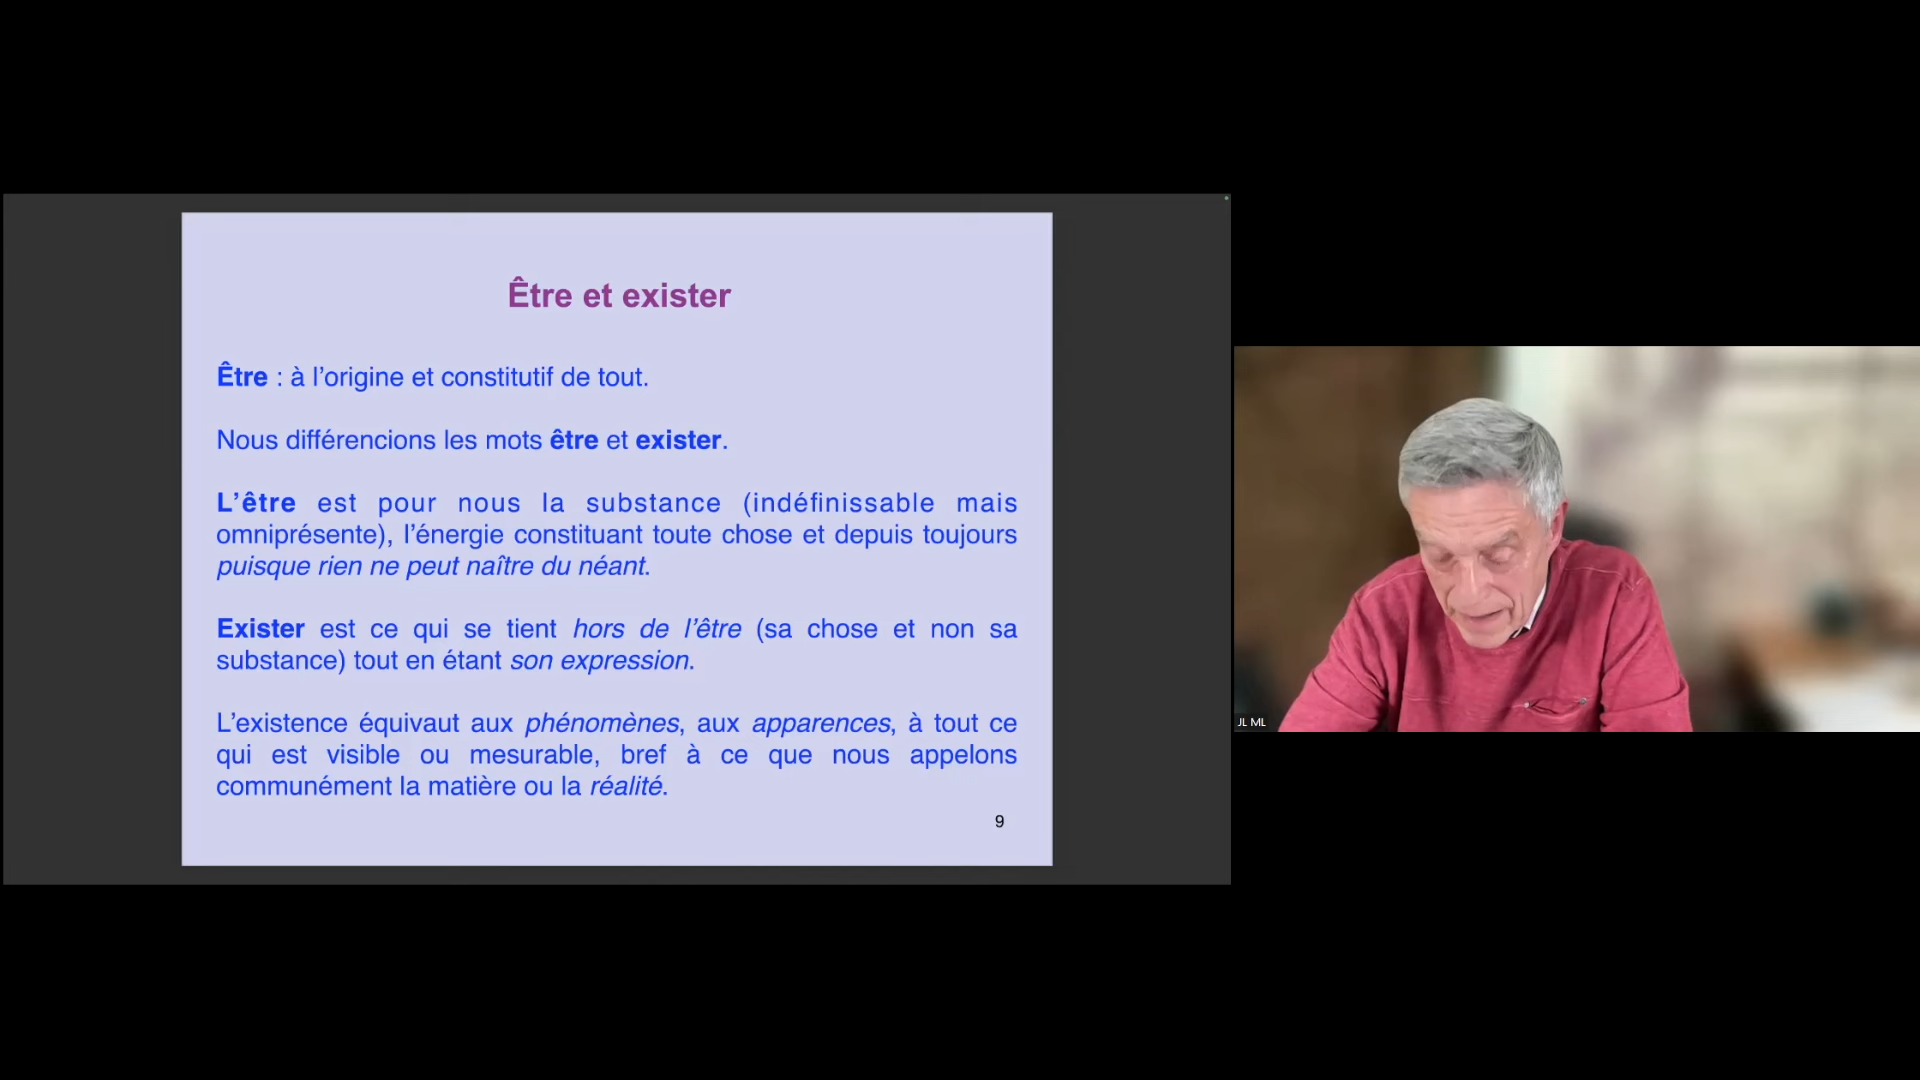 Être et exister
Être : à l’origine et constitutif de tout.
Nous différencions les mots être et exister.
L’être est pour nous la substance (indéfinissable mais
omniprésente), l’énergie constituant toute chose et depuis toujours
puisque rien ne peut naître du néant.
Exister est ce qui se tient hors de l’être (sa chose et non sa
substance) tout en étant son expression.
L’existence équivaut aux phénomènes, aux apparences, à tout ce
qui est visible ou mesurable, bref à ce que nous appelons
communément la matière ou la réalité.
9
JL ML